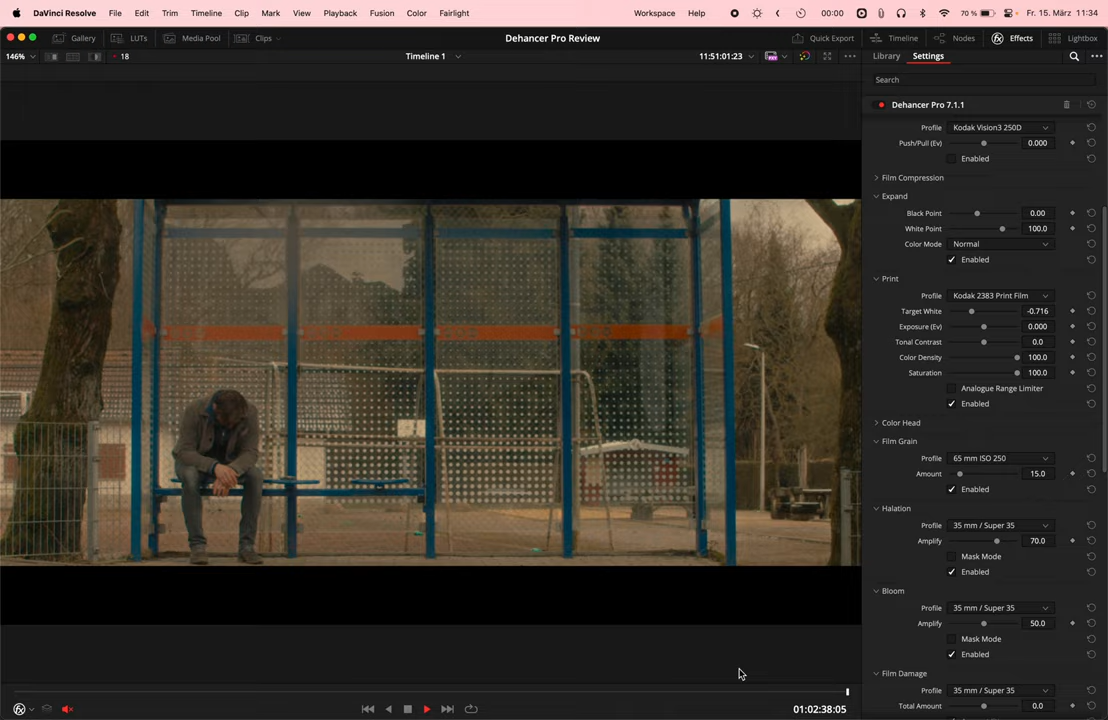 DaVinci Resolve File Edit Trim Timeline Clip Mark View Playback Fusion Color Fairlight Workspace Help 00:00 70 % Fr. 15. März 11:34
Gallery LUTs Media Pool Clips Dehancer Pro Review Quick Export Timeline Nodes Effects Lightbox
146% 18 Timeline 1 11:51:01:23 Library Settings
Search
Dehancer Pro 7.1.1
Profile Kodak Vision3 250D
Push/Pull (Ev) 0.000
Enabled
Film Compression
Expand
Black Point 0.00
White Point 100.0
Color Mode Normal
Enabled
Print
Profile Kodak 2383 Print Film
Target White -0.716
Exposure (Ev) 0.000
Tonal Contrast 0.0
Color Density 100.0
Saturation 100.0
Analogue Range Limiter
Enabled
Color Head
Film Grain
Profile 65 mm ISO 250
Amount 15.0
Enabled
Halation
Profile 35 mm / Super 35
Amplify 70.0
Mask Mode
Enabled
Bloom
Profile 35 mm / Super 35
Amplify 50.0
Mask Mode
Enabled
Film Damage
Profile 35 mm / Super 35
Total Amount 0.0
01:02:38:05